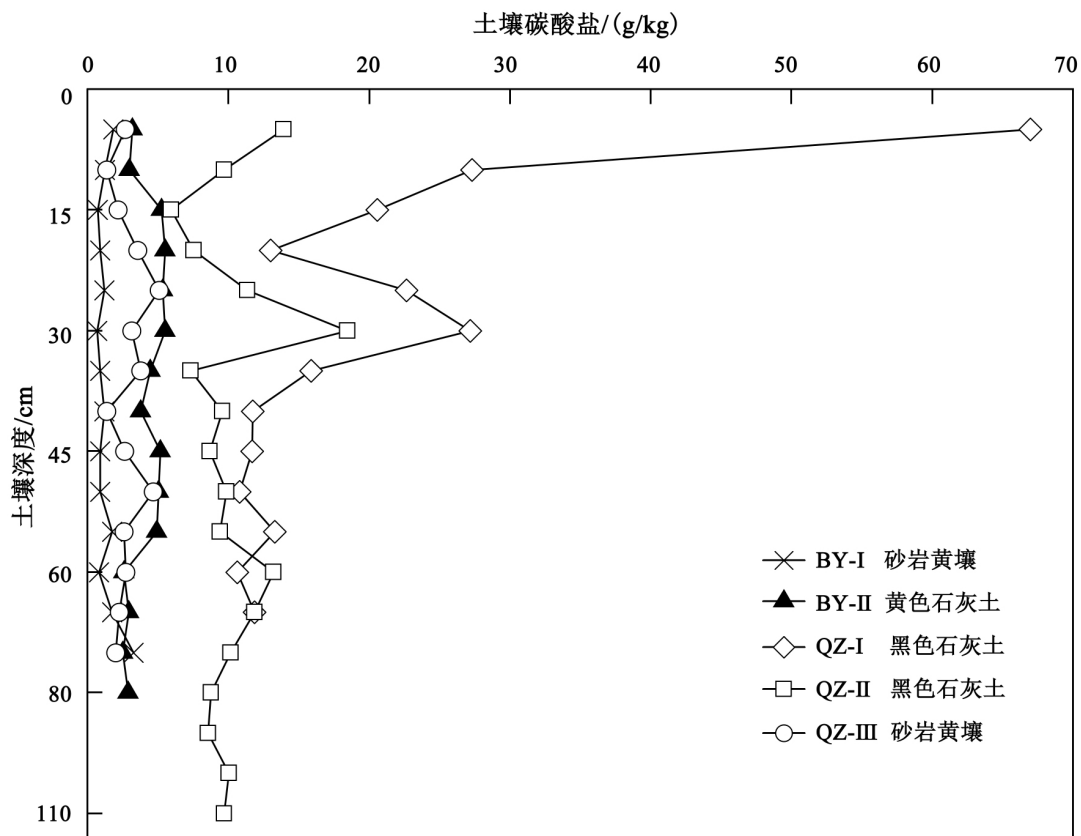 土壤碳酸盐/(g/kg)
0 10 20 30 40 50 60 70
0
15
30
45
60
80
110
土壤深度/cm
BY-I 砂岩黄壤
BY-II 黄色石灰土
QZ-I 黑色石灰土
QZ-II 黑色石灰土
QZ-III 砂岩黄壤